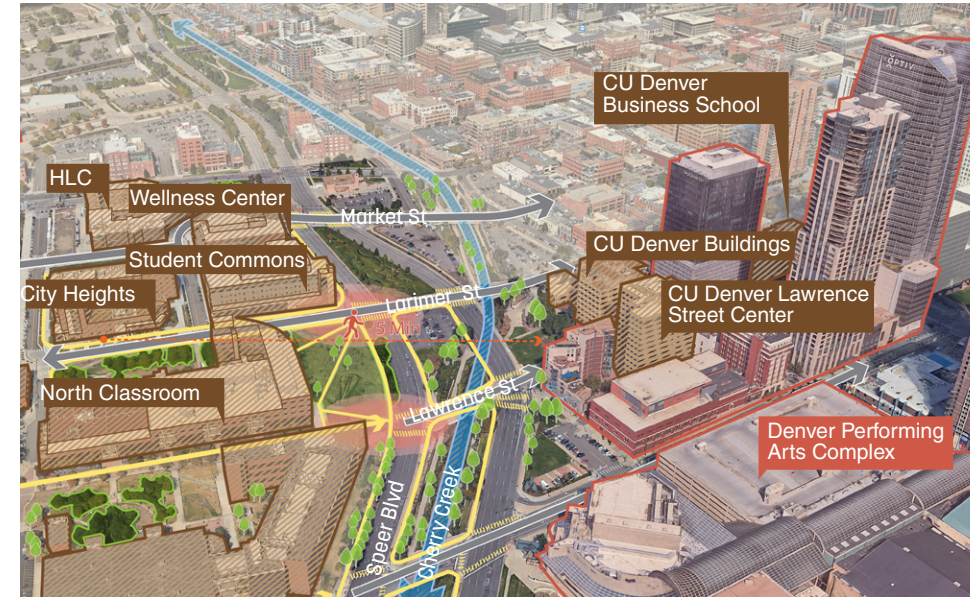 OPTIV
CU Denver
Business School
HLC
Wellness Center
Market St
Student Commons
CU Denver Buildings
City Heights
Larimer St
CU Denver Lawrence
Street Center
5 Min
North Classroom
Lawrence St
Denver Performing
Arts Complex
Speer Blvd
Cherry Creek